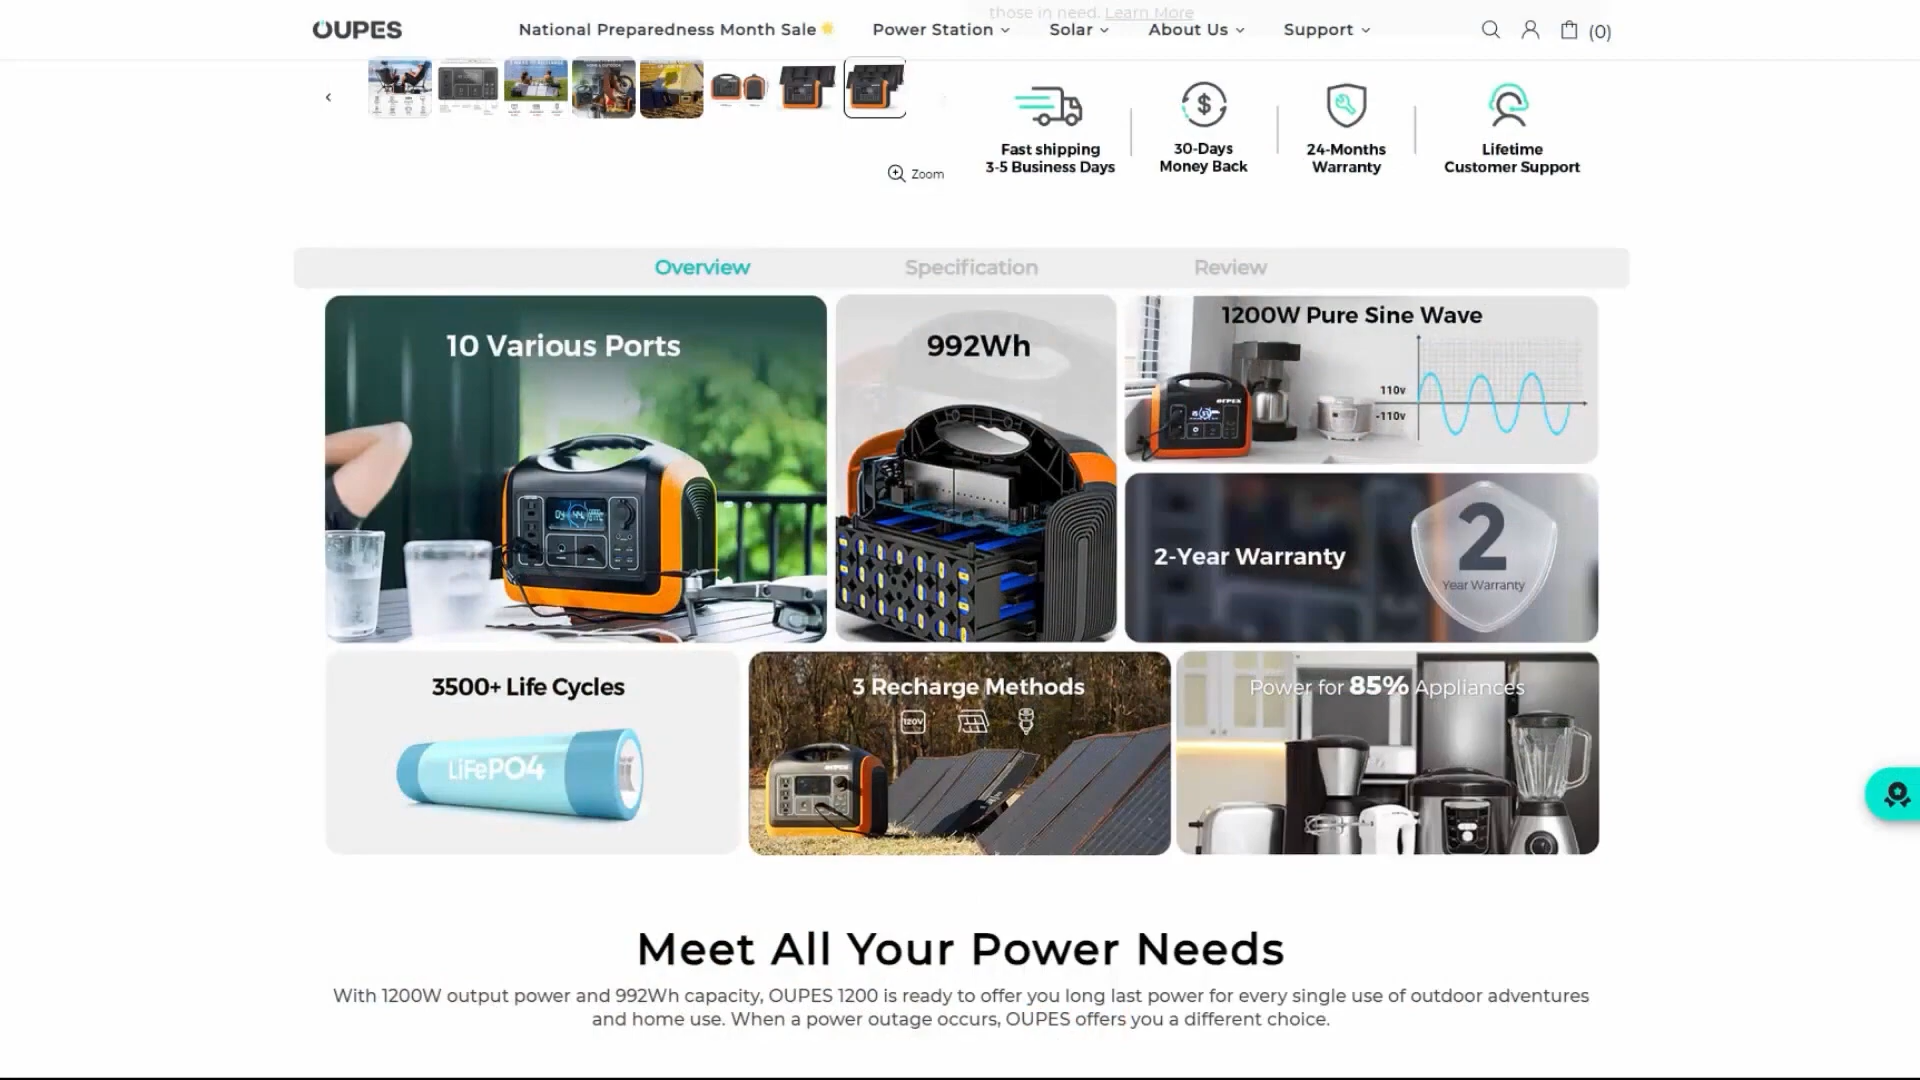 those in need. Learn More
OUPES
National Preparedness Month Sale
Power Station
Solar
About Us
Support
(0)
Zoom
Fast shipping
3-5 Business Days
30-Days
Money Back
24-Months
Warranty
Lifetime
Customer Support
Overview
Specification
Review
10 Various Ports
992Wh
1200W Pure Sine Wave
110v
-110v
OUPES
2-Year Warranty
2
Year Warranty
3500+ Life Cycles
LiFePO4
3 Recharge Methods
120V
Power for 85% Appliances
Meet All Your Power Needs
With 1200W output power and 992Wh capacity, OUPES 1200 is ready to offer you long last power for every single use of outdoor adventures
and home use. When a power outage occurs, OUPES offers you a different choice.